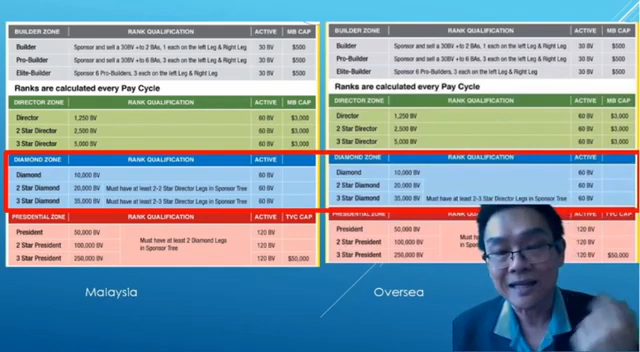 BUILDER ZONE RANK QUALIFICATION ACTIVE MB CAP
Builder Sponsor and sell a 30BV +to 2 BAs, 1 each on the left Leg & Right Leg 30 BV $500
Pro-Builder Sponsor and sell a 30BV +to 6 BAs, 3 each on the left Leg & Right Leg 30 BV $500
Elite-Builder Sponsor 6 Pro-Builders, 3 each on the left Leg & Right Leg 30 BV $500
Ranks are calculated every Pay Cycle
DIRECTOR ZONE RANK QUALIFICATION ACTIVE MB CAP
Director 1,250 BV 60 BV $3,000
2 Star Director 2,500 BV 60 BV $3,000
3 Star Director 5,000 BV 60 BV $3,000
DIAMOND ZONE RANK QUALIFICATION ACTIVE
Diamond 10,000 BV 60 BV
2 Star Diamond 20,000 BV Must have at least 2-2 Star Director Legs in Sponsor Tree 60 BV
3 Star Diamond 35,000 BV Must have at least 2-3 Star Director Legs in Sponsor Tree 60 BV
PRESIDENTIAL ZONE RANK QUALIFICATION ACTIVE TVC CAP
President 50,000 BV 120 BV
Must have at least 2 Diamond Legs
2 Star President 100,000 BV 120 BV
in Sponsor Tree
3 Star President 250,000 BV 120 BV $50,000
Malaysia
BUILDER ZONE RANK QUALIFICATION ACTIVE MB CAP
Builder Sponsor and sell a 30BV +to 2 BAs, 1 each on the left Leg & Right Leg 30 BV $500
Pro-Builder Sponsor and sell a 30BV +to 6 BAs, 3 each on the left Leg & Right Leg 30 BV $500
Elite-Builder Sponsor 6 Pro-Builders, 3 each on the left Leg & Right Leg 30 BV $500
Ranks are calculated every Pay Cycle
DIRECTOR ZONE RANK QUALIFICATION ACTIVE MB CAP
Director 1,250 BV 60 BV $3,000
2 Star Director 2,500 BV 60 BV $3,000
3 Star Director 5,000 BV 60 BV $3,000
DIAMOND ZONE RANK QUALIFICATION ACTIVE
Diamond 10,000 BV 60 BV
2 Star Diamond 20,000 BV 60 BV
3 Star Diamond 35,000 BV Must have at least 2-3 Star Director Legs in Sponsor Tree 60 BV
PRESIDENTIAL ZONE RANK ACTIVE TVC CAP
President 50,000 BV 120 BV
2 Star President 100,000 BV 120 BV
3 Star President 250,000 BV 120 BV $50,000
Oversea